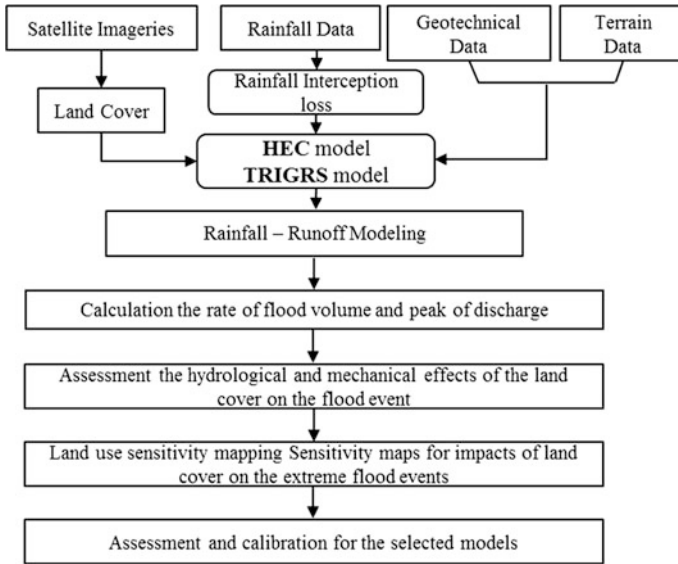 Satellite Imageries
Rainfall Data
Geotechnical
Data
Terrain
Data
Rainfall Interception
loss
Land Cover
HEC model
TRIGRS model
Rainfall – Runoff Modeling
Calculation the rate of flood volume and peak of discharge
Assessment the hydrological and mechanical effects of the land
cover on the flood event
Land use sensitivity mapping Sensitivity maps for impacts of land
cover on the extreme flood events
Assessment and calibration for the selected models